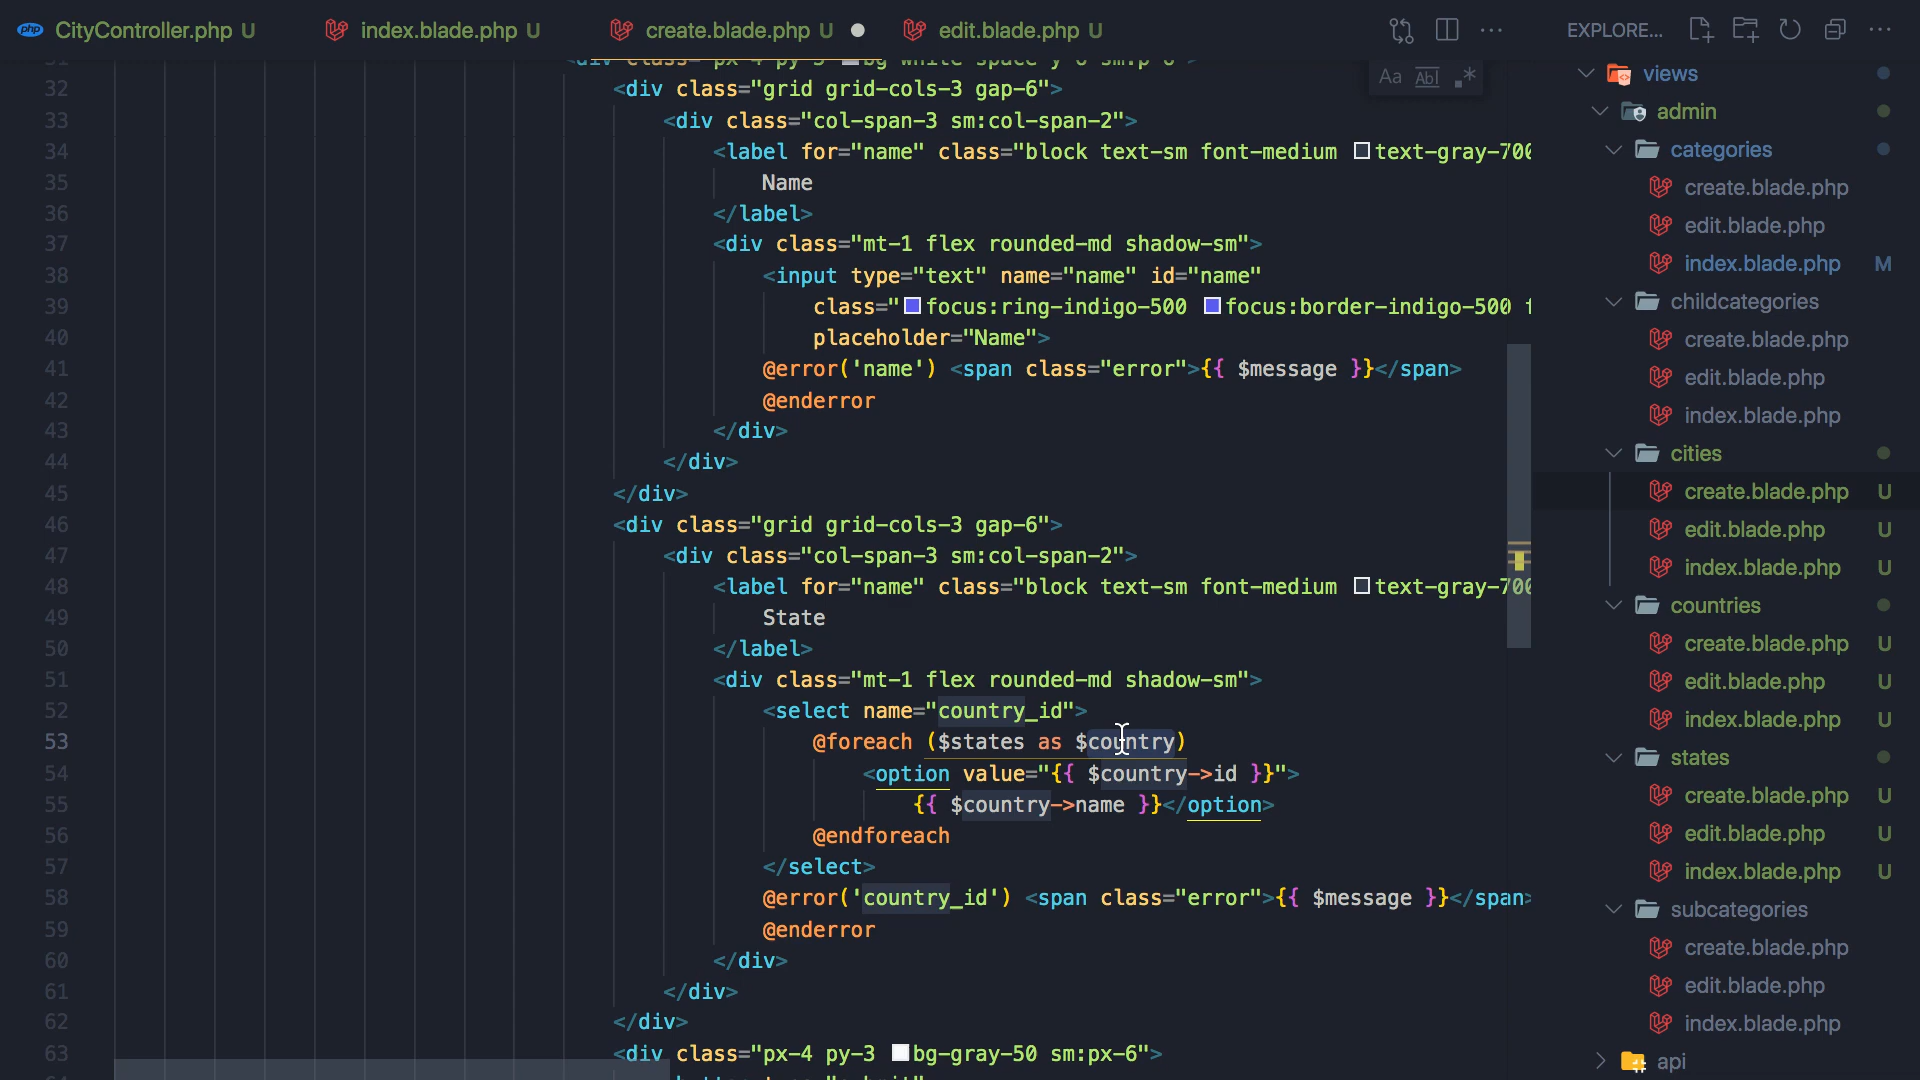 php CityController.php U index.blade.php U create.blade.php U edit.blade.php U EXPLORE...
Aa Abl .*
32 <div class="grid grid-cols-3 gap-6">
33 <div class="col-span-3 sm:col-span-2">
34 <label for="name" class="block text-sm font-medium text-gray-700
35 Name
36 </label>
37 <div class="mt-1 flex rounded-md shadow-sm">
38 <input type="text" name="name" id="name"
39 class="focus:ring-indigo-500 focus:border-indigo-500 f
40 placeholder="Name">
41 @error('name') <span class="error">{{ $message }}</span>
42 @enderror
43 </div>
44 </div>
45 </div>
46 <div class="grid grid-cols-3 gap-6">
47 <div class="col-span-3 sm:col-span-2">
48 <label for="name" class="block text-sm font-medium text-gray-700
49 State
50 </label>
51 <div class="mt-1 flex rounded-md shadow-sm">
52 <select name="country_id">
53 @foreach ($states as $country)
54 <option value="{{ $country->id }}">
55 {{ $country->name }}</option>
56 @endforeach
57 </select>
58 @error('country_id') <span class="error">{{ $message }}</span>
59 @enderror
60 </div>
61 </div>
62 </div>
63 <div class="px-4 py-3 bg-gray-50 sm:px-6">
views
admin
categories
create.blade.php
edit.blade.php
index.blade.php M
childcategories
create.blade.php
edit.blade.php
index.blade.php
cities
create.blade.php U
edit.blade.php U
index.blade.php U
countries
create.blade.php U
edit.blade.php U
index.blade.php U
states
create.blade.php U
edit.blade.php U
index.blade.php U
subcategories
create.blade.php
edit.blade.php
index.blade.php
api